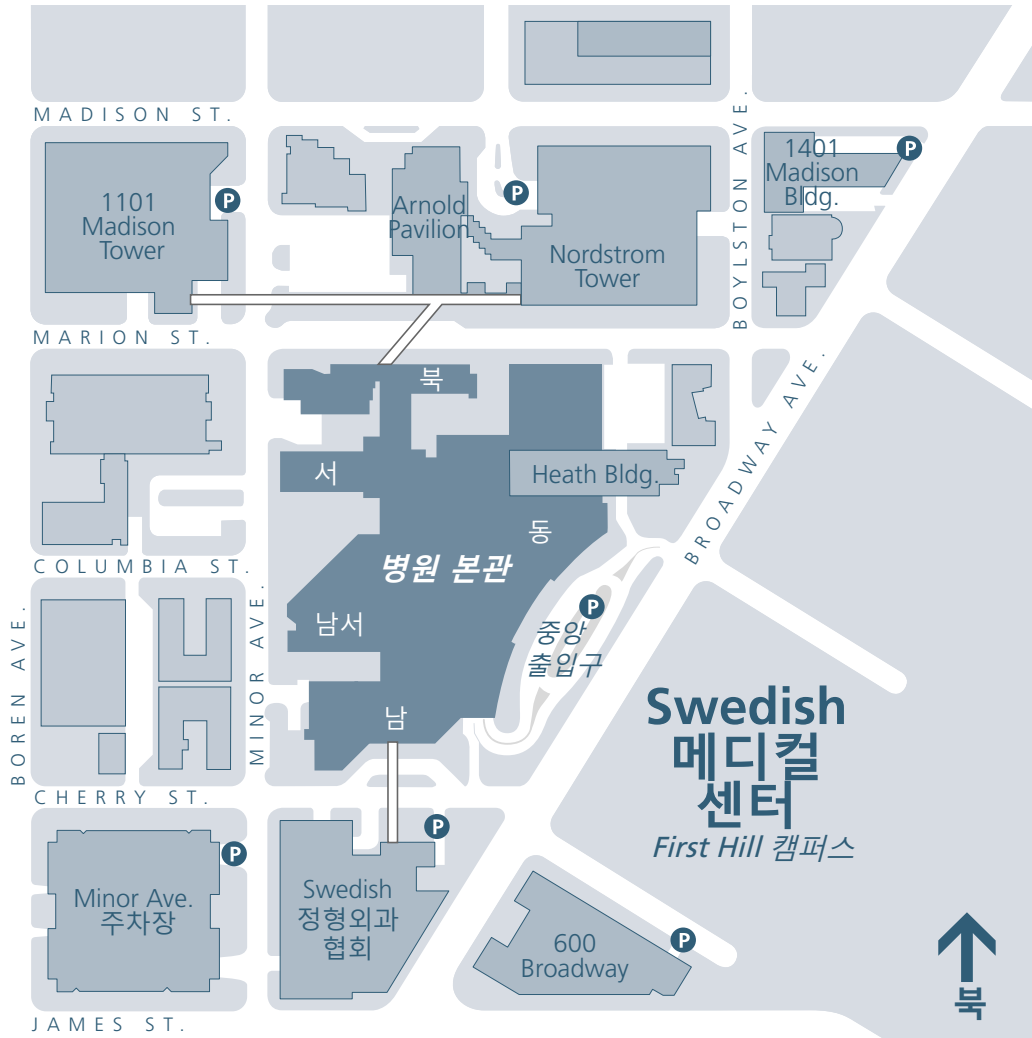 MADISON ST.
BOYLSTON AVE.
P
1401
Madison
Bldg.
P
P
1101
Madison
Tower
Arnold
Pavilion
Nordstrom
Tower
MARION ST.
BROADWAY AVE.
북
서
Heath Bldg.
동
병원 본관
COLUMBIA ST.
BOREN AVE.
MINOR AVE.
남서
P
중앙
출입구
남
Swedish
메디컬
센터
First Hill 캠퍼스
CHERRY ST.
P
P
Minor Ave.
주차장
Swedish
정형외과
협회
600
Broadway
P
북
JAMES ST.